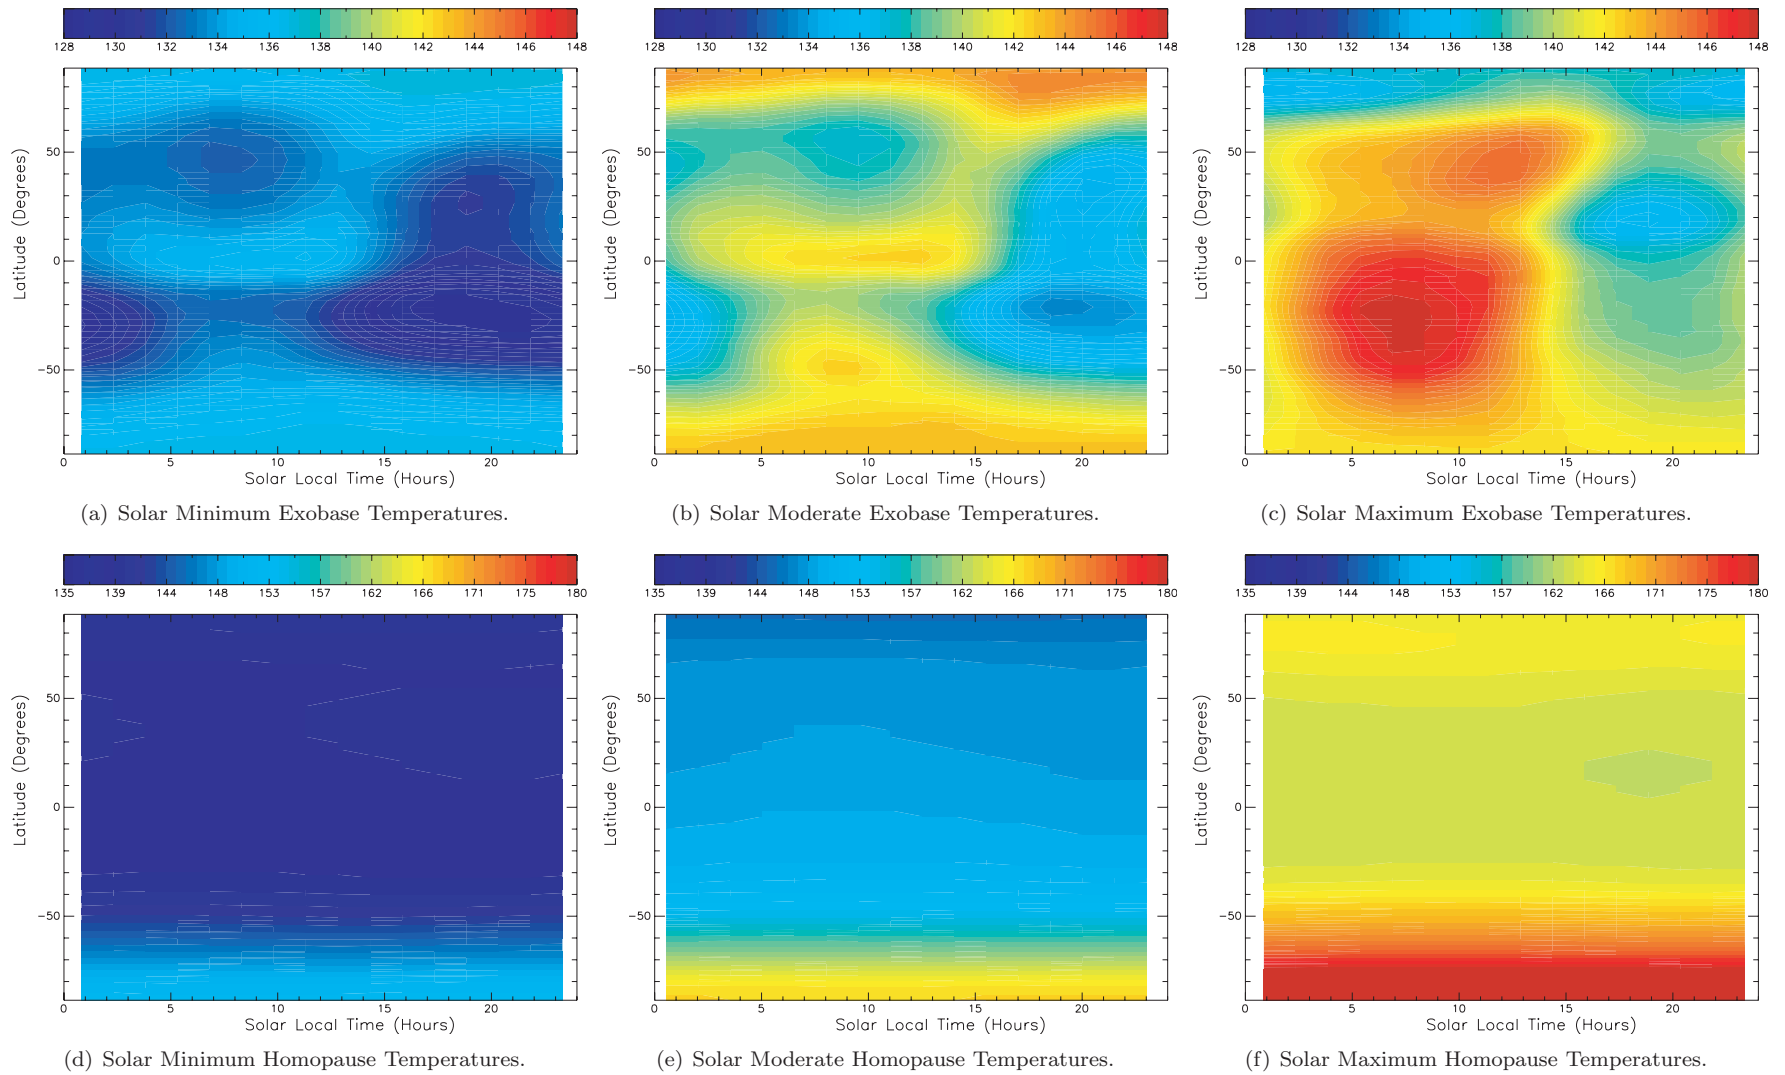 128 130 132 134 136 138 140 142 144 146 148
128 130 132 134 136 138 140 142 144 146 148
128 130 132 134 136 138 140 142 144 146 148
Latitude (Degrees)
50
0
−50
0 5 10 15 20
Solar Local Time (Hours)
Latitude (Degrees)
50
0
−50
0 5 10 15 20
Solar Local Time (Hours)
Latitude (Degrees)
50
0
−50
0 5 10 15 20
Solar Local Time (Hours)
(a) Solar Minimum Exobase Temperatures.
(b) Solar Moderate Exobase Temperatures.
(c) Solar Maximum Exobase Temperatures.
135 139 144 148 153 157 162 166 171 175 180
135 139 144 148 153 157 162 166 171 175 180
135 139 144 148 153 157 162 166 171 175 180
Latitude (Degrees)
50
0
−50
0 5 10 15 20
Solar Local Time (Hours)
Latitude (Degrees)
50
0
−50
0 5 10 15 20
Solar Local Time (Hours)
Latitude (Degrees)
50
0
−50
0 5 10 15 20
Solar Local Time (Hours)
(d) Solar Minimum Homopause Temperatures.
(e) Solar Moderate Homopause Temperatures.
(f) Solar Maximum Homopause Temperatures.